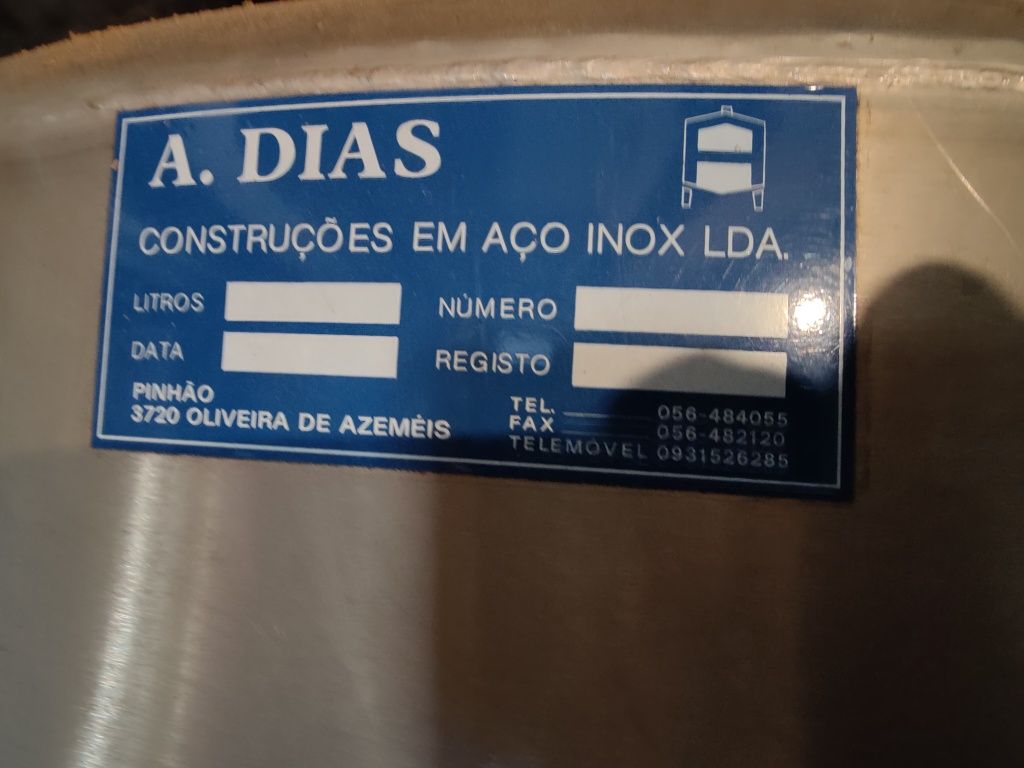 A. DIAS
CONSTRUÇÕES EM AÇO INOX LDA.
LITROS
NÚMERO
DATA
REGISTO
PINHÃO
3720 OLIVEIRA DE AZEMÉIS
TEL. 056-484055
FAX 056-482120
TELEMÓVEL 0931526285